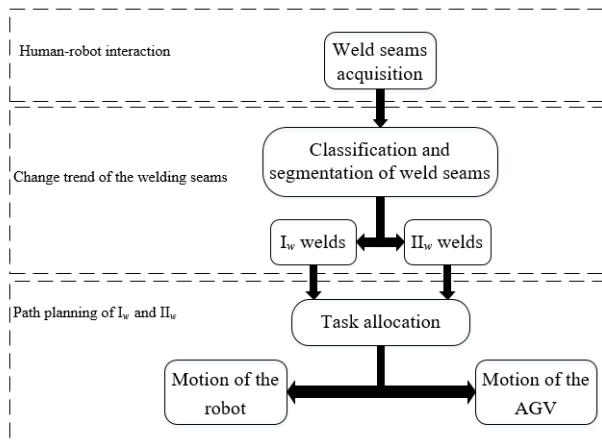 Human-robot interaction
Weld seams
acquisition
Change trend of the welding seams
Classification and
segmentation of weld seams
I_w welds
II_w welds
Path planning of I_w and II_w
Task allocation
Motion of the
robot
Motion of the
AGV